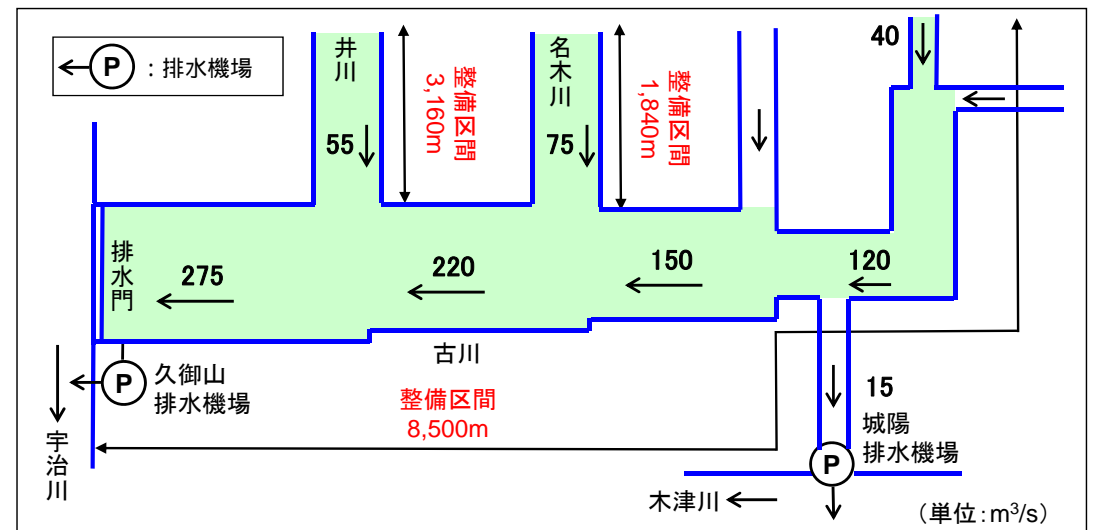 P：排水機場
井川
名木川
40
整備区間
3,160m
整備区間
1,840m
55
75
排水門
275
220
150
120
古川
P
久御山
排水機場
整備区間
8,500m
15
城陽
排水機場
P
宇治川
木津川
（単位：m³/s）